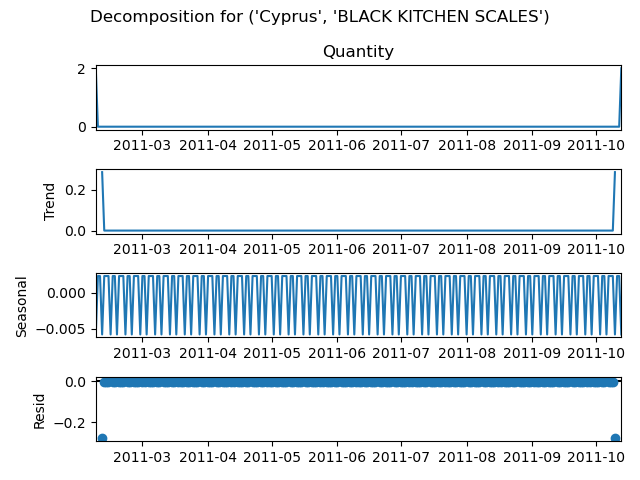 Decomposition for ('Cyprus', 'BLACK KITCHEN SCALES')
Quantity
2
0
2011-03 2011-04 2011-05 2011-06 2011-07 2011-08 2011-09 2011-10
Trend
0.2
0.0
2011-03 2011-04 2011-05 2011-06 2011-07 2011-08 2011-09 2011-10
Seasonal
0.000
−0.005
2011-03 2011-04 2011-05 2011-06 2011-07 2011-08 2011-09 2011-10
Resid
0.0
−0.2
2011-03 2011-04 2011-05 2011-06 2011-07 2011-08 2011-09 2011-10